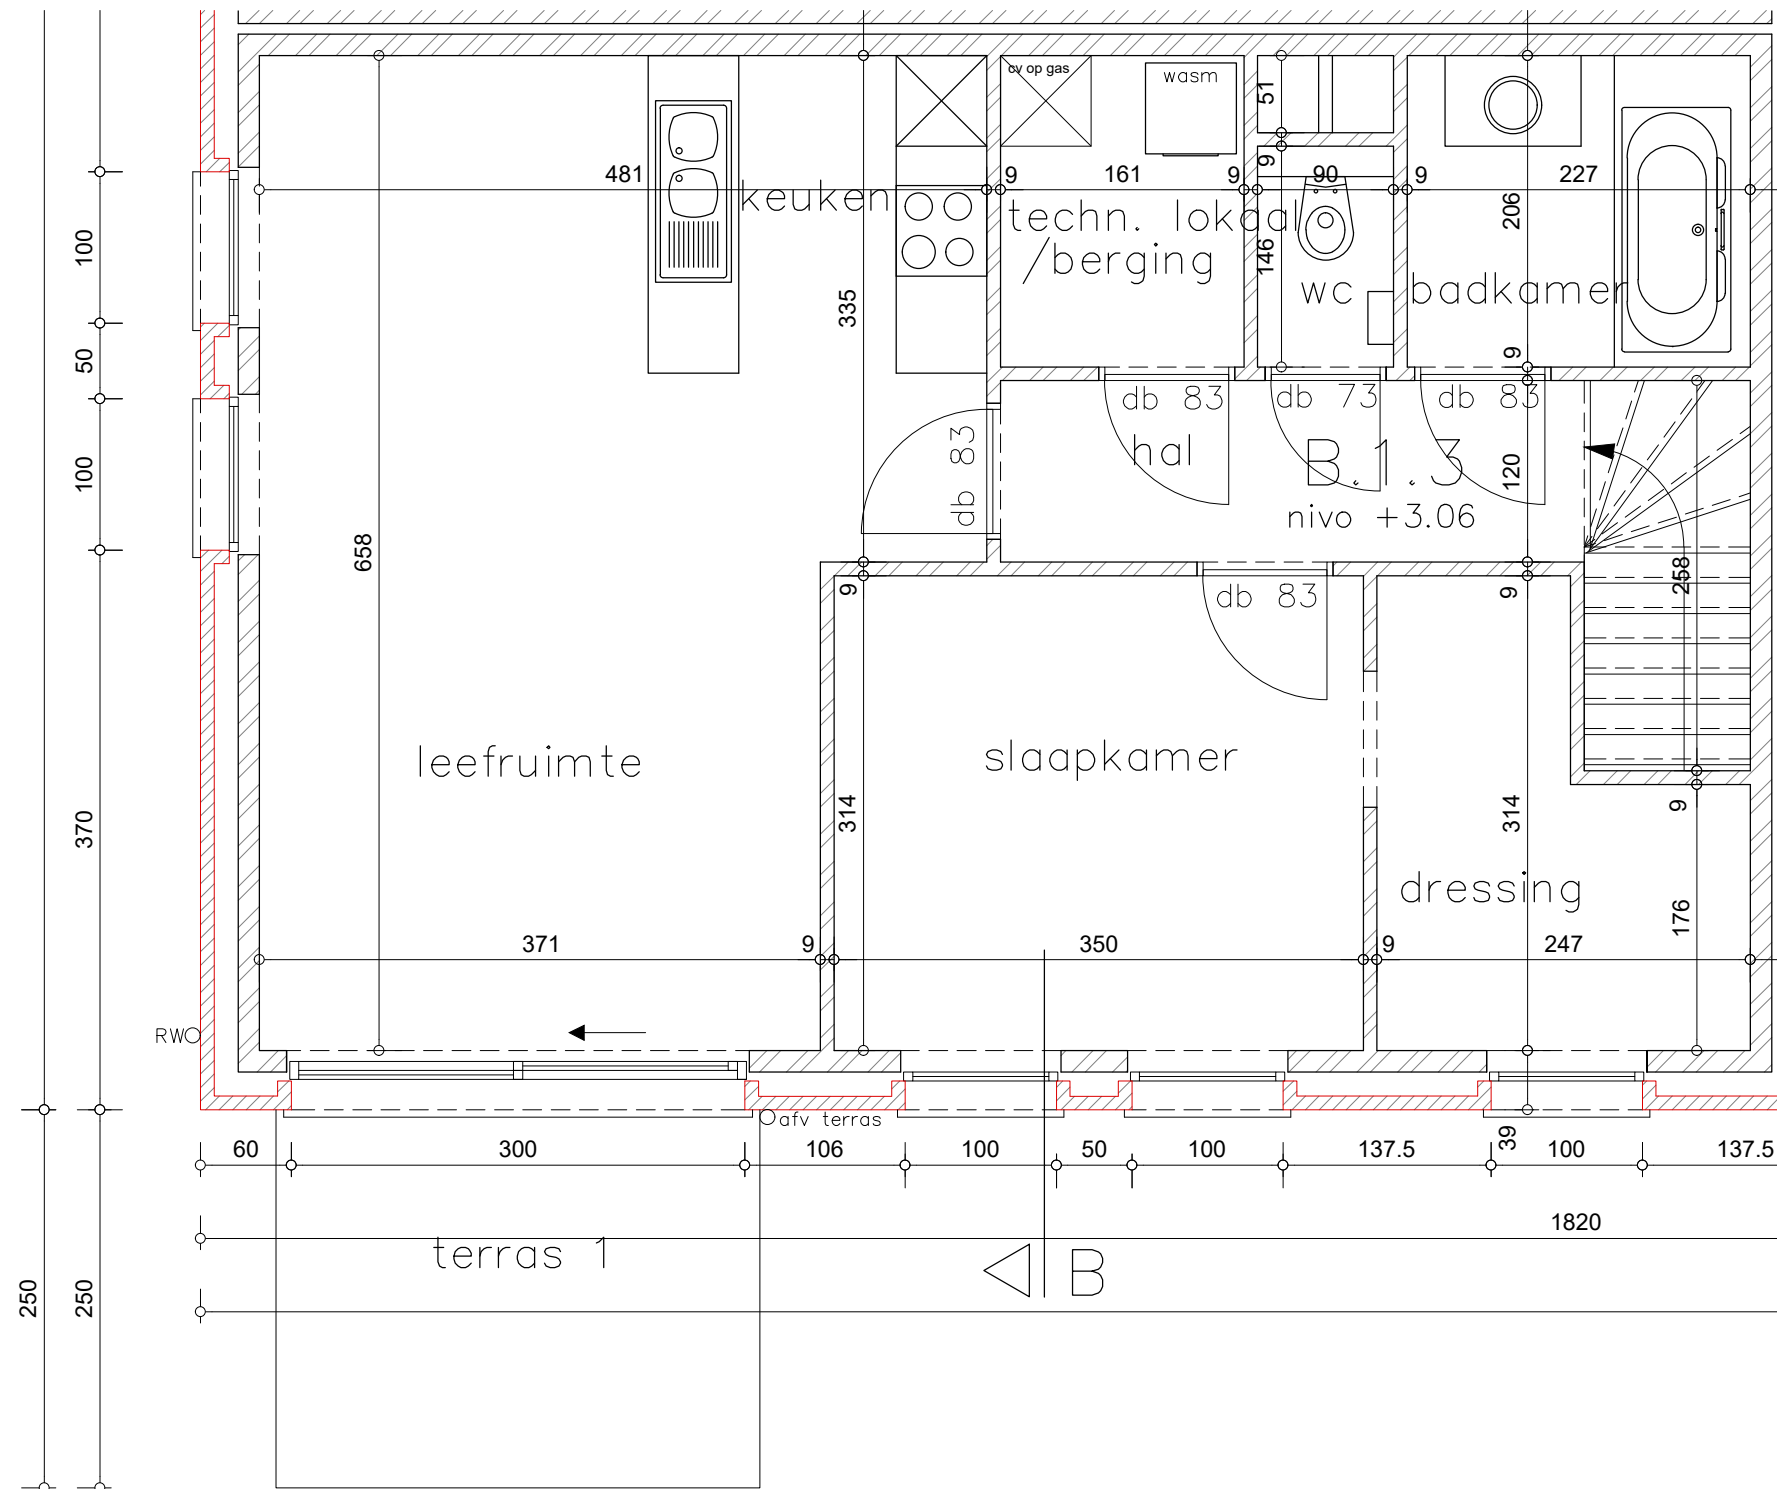 cv op gas
wasm
51
9
481
9
161
9
90
9
227
keuken
techn. lokaal
/berging
146
206
wc
badkamer
100
335
50
9
db 83
db 73
db 83
100
db 83
hal
B.1.3
120
nivo +3.06
658
258
9
db 83
9
leefruimte
slaapkamer
370
314
314
9
dressing
176
371
9
350
9
247
RWO
afv terras
60
300
106
100
50
100
137.5
39
100
137.5
1820
terras 1
B
250
250